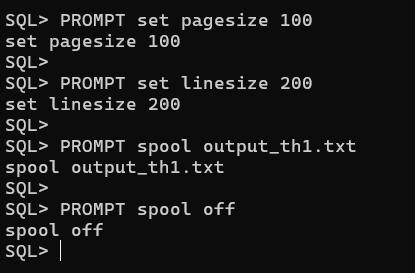 SQL> PROMPT set pagesize 100
set pagesize 100
SQL>
SQL> PROMPT set linesize 200
set linesize 200
SQL>
SQL> PROMPT spool output_th1.txt
spool output_th1.txt
SQL>
SQL> PROMPT spool off
spool off
SQL>